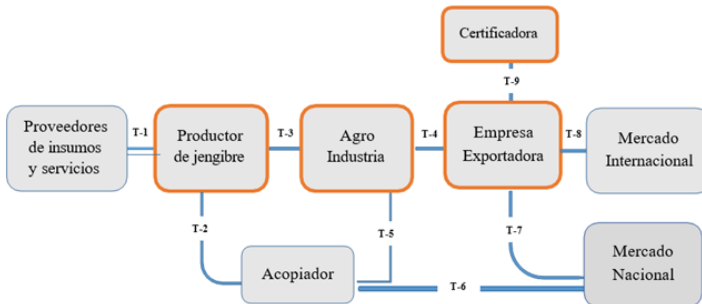 Certificadora
T-9
Proveedores
de insumos
y servicios
T-1
Productor
de jengibre
T-3
Agro
Industria
T-4
Empresa
Exportadora
T-8
Mercado
Internacional
T-2
T-5
T-7
Acopiador
T-6
Mercado
Nacional